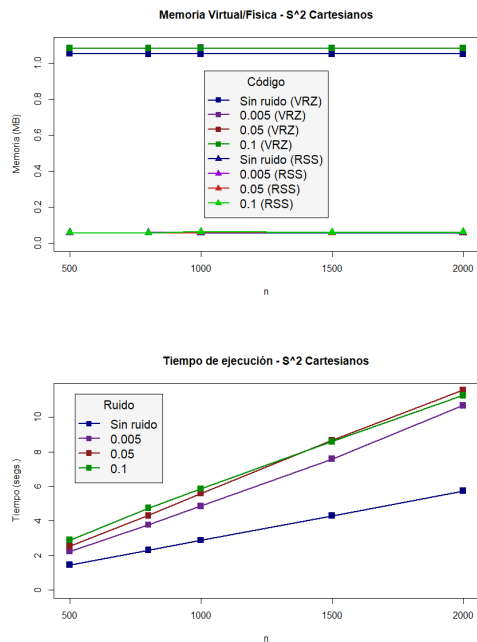 Memoria Virtual/Física - S^2 Cartesianos
Memoria (MB)
0.0
0.2
0.4
0.6
0.8
1.0
Código
Sin ruido (VRZ)
0.005 (VRZ)
0.05 (VRZ)
0.1 (VRZ)
Sin ruido (RSS)
0.005 (RSS)
0.05 (RSS)
0.1 (RSS)
500 1000 1500 2000
n
Tiempo de ejecución - S^2 Cartesianos
Tiempo (segs.)
0
2
4
6
8
10
Ruido
Sin ruido
0.005
0.05
0.1
500 1000 1500 2000
n